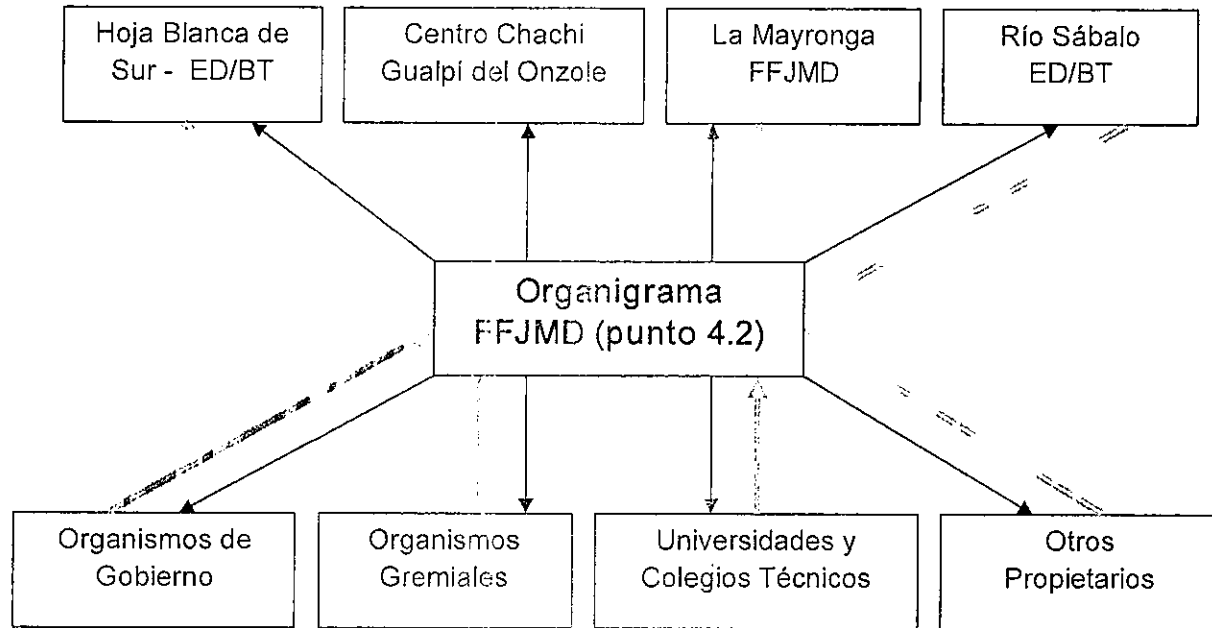 Hoja Blanca de
Sur - ED/BT
Centro Chachi
Gualpí del Onzole
La Mayronga
FFJMD
Río Sábalo
ED/BT
Organigrama
FFJMD (punto 4.2)
Organismos de
Gobierno
Organismos
Gremiales
Universidades y
Colegios Técnicos
Otros
Propietarios